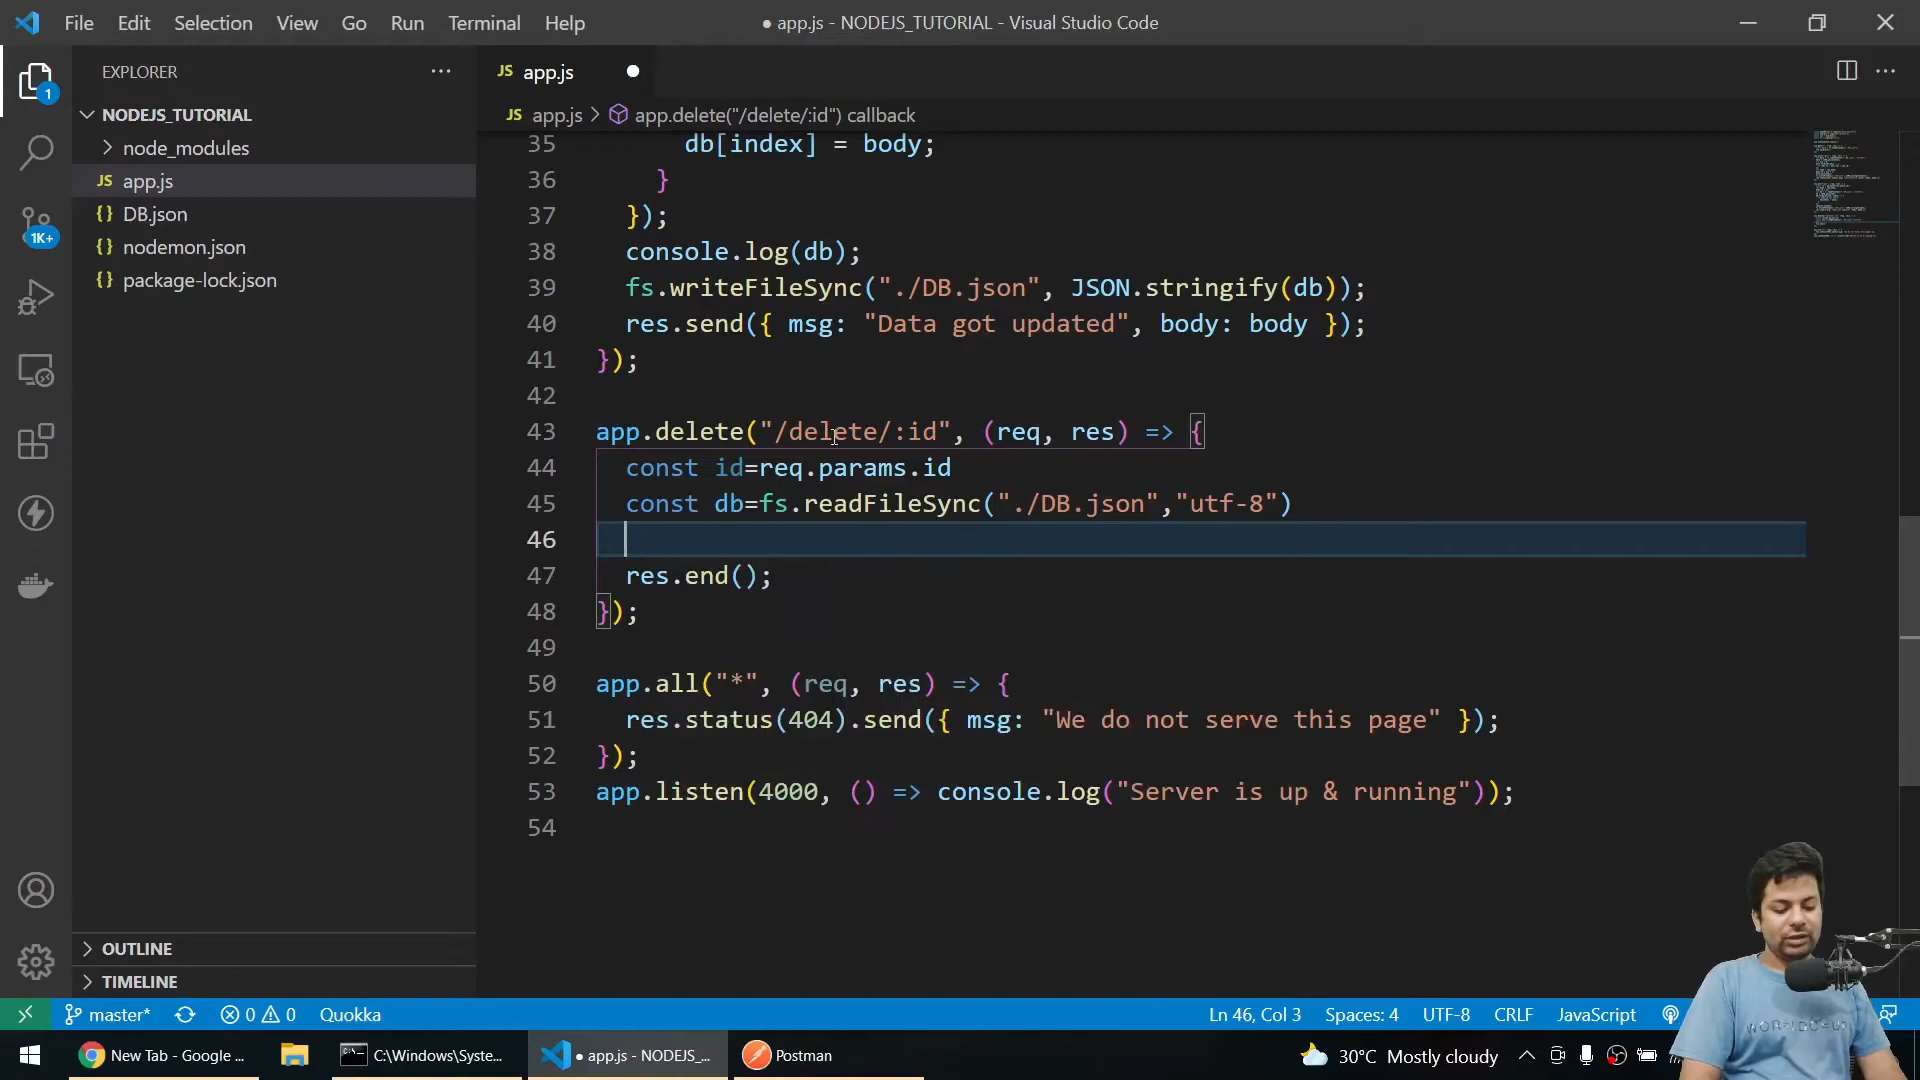 File Edit Selection View Go Run Terminal Help
● app.js - NODEJS_TUTORIAL - Visual Studio Code
EXPLORER
JS app.js
NODEJS_TUTORIAL
JS app.js > app.delete("/delete/:id") callback
node_modules
JS app.js
{} DB.json
{} nodemon.json
{} package-lock.json
1
1K+
35 db[index] = body;
36 }
37 });
38 console.log(db);
39 fs.writeFileSync("./DB.json", JSON.stringify(db));
40 res.send({ msg: "Data got updated", body: body });
41 });
42
43 app.delete("/delete/:id", (req, res) => {
44 const id=req.params.id
45 const db=fs.readFileSync("./DB.json","utf-8")
46
47 res.end();
48 });
49
50 app.all("*", (req, res) => {
51 res.status(404).send({ msg: "We do not serve this page" });
52 });
53 app.listen(4000, () => console.log("Server is up & running"));
54
OUTLINE
TIMELINE
master* 0 0 Quokka
Ln 46, Col 3 Spaces: 4 UTF-8 CRLF JavaScript
New Tab - Google ...
C:\Windows\Syste...
● app.js - NODEJS_...
Postman
30°C Mostly cloudy